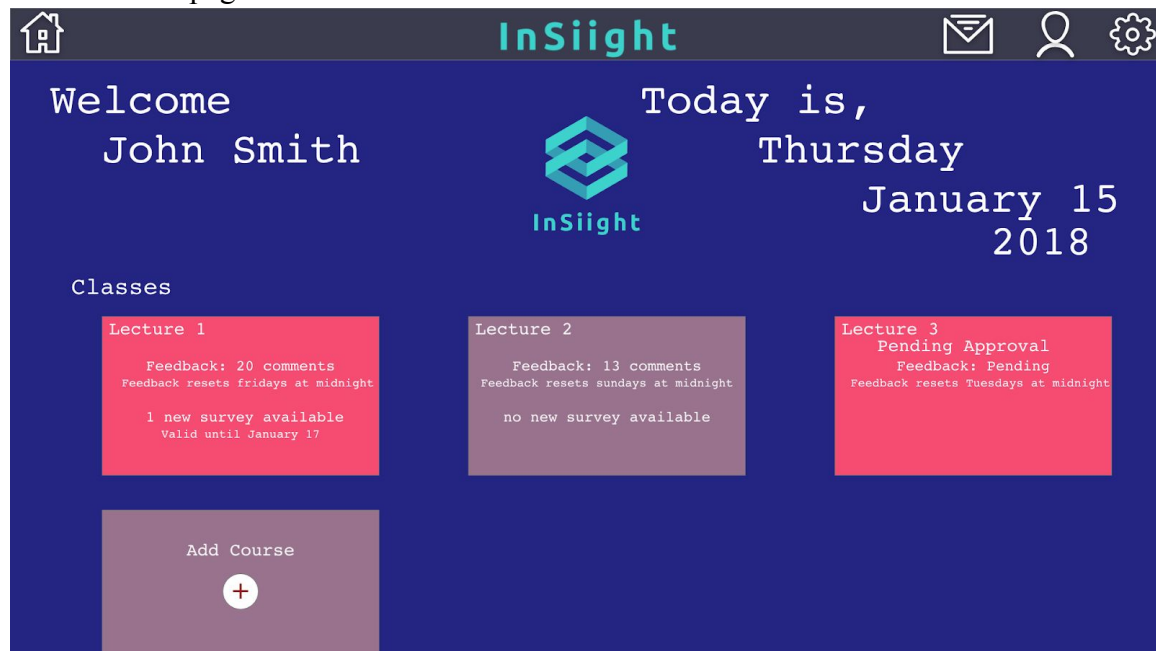 InSiight
Welcome
John Smith
Today is,
Thursday
January 15
2018
InSiight
Classes
Lecture 1
Feedback: 20 comments
Feedback resets fridays at midnight
1 new survey available
Valid until January 17
Lecture 2
Feedback: 13 comments
Feedback resets sundays at midnight
no new survey available
Lecture 3
Pending Approval
Feedback: Pending
Feedback resets Tuesdays at midnight
Add Course
+